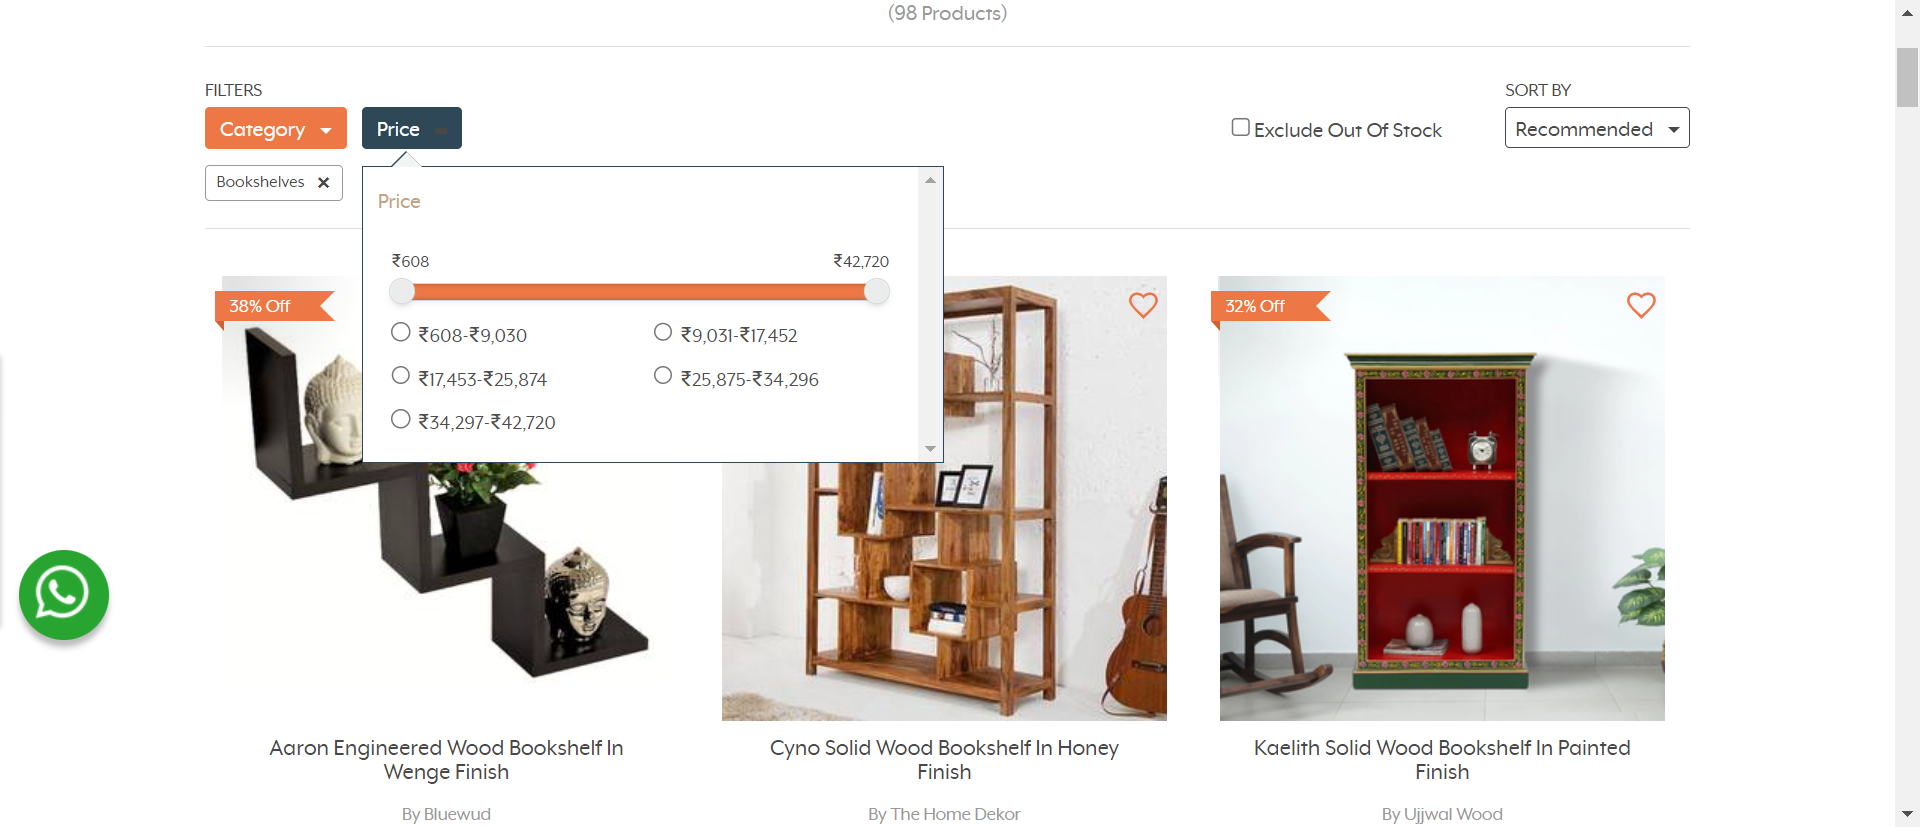 (98 Products)
FILTERS
SORT BY
Category
Price
Exclude Out Of Stock
Recommended
Bookshelves ×
Price
₹608
₹42,720
₹608-₹9,030
₹9,031-₹17,452
₹17,453-₹25,874
₹25,875-₹34,296
₹34,297-₹42,720
38% Off
32% Off
Aaron Engineered Wood Bookshelf In
Wenge Finish
By Bluewud
Cyno Solid Wood Bookshelf In Honey
Finish
By The Home Dekor
Kaelith Solid Wood Bookshelf In Painted
Finish
By Ujjwal Wood